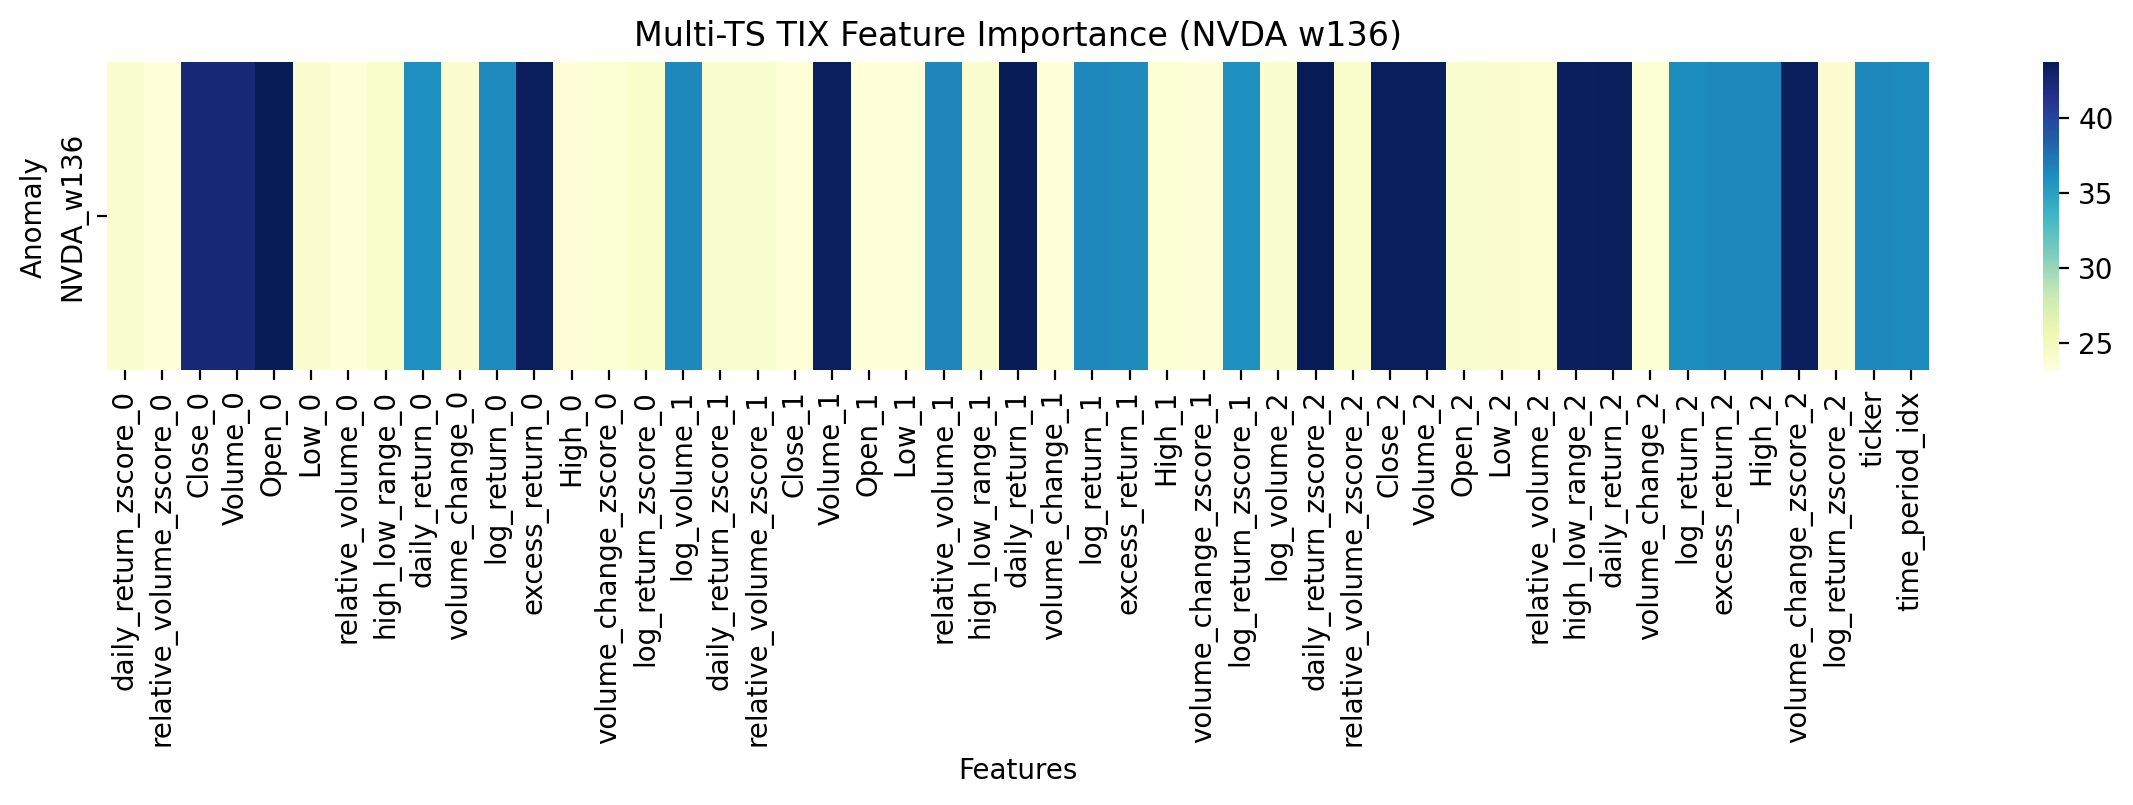 Multi-TS TIX Feature Importance (NVDA w136)
Anomaly
NVDA_w136
40
35
30
25
daily_return_zscore_0
relative_volume_zscore_0
Close_0
Volume_0
Open_0
Low_0
relative_volume_0
high_low_range_0
daily_return_0
volume_change_0
log_return_0
excess_return_0
High_0
volume_change_zscore_0
log_return_zscore_0
log_volume_1
daily_return_zscore_1
relative_volume_zscore_1
Close_1
Volume_1
Open_1
Low_1
relative_volume_1
high_low_range_1
daily_return_1
volume_change_1
log_return_1
excess_return_1
High_1
volume_change_zscore_1
log_return_zscore_1
log_volume_2
daily_return_zscore_2
relative_volume_zscore_2
Close_2
Volume_2
Open_2
Low_2
relative_volume_2
high_low_range_2
daily_return_2
volume_change_2
log_return_2
excess_return_2
High_2
volume_change_zscore_2
log_return_zscore_2
ticker
time_period_idx
Features